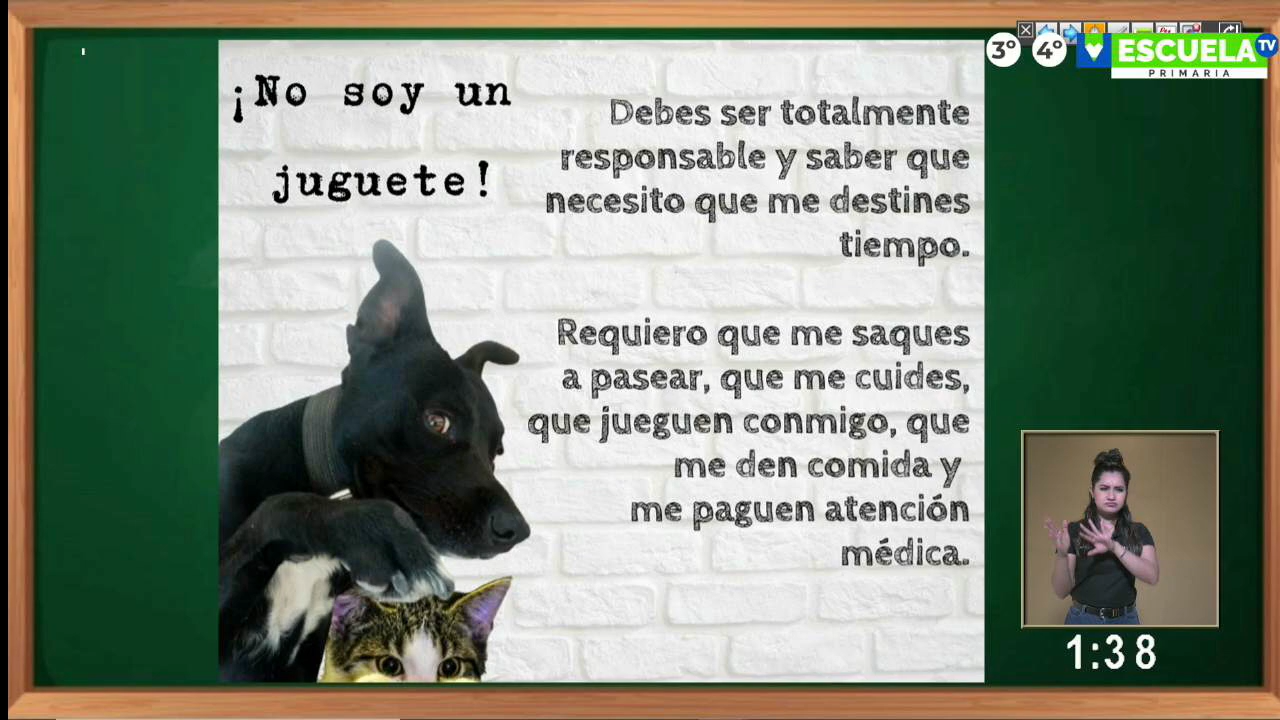 ¡No soy un
juguete!
Debes ser totalmente
responsable y saber que
necesito que me destines
tiempo.
Requiero que me saques
a pasear, que me cuides,
que jueguen conmigo, que
me den comida y
me paguen atención
médica.
3° 4° ESCUELA TV
PRIMARIA
1:38